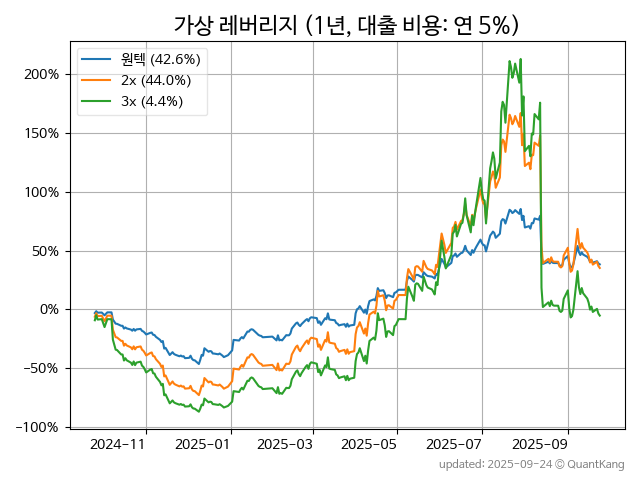 가상 레버리지 (1년, 대출 비용: 연 5%)
원텍 (42.6%)
2x (44.0%)
3x (4.4%)
200%
150%
100%
50%
0%
−50%
−100%
2024-11
2025-01
2025-03
2025-05
2025-07
2025-09
updated: 2025-09-24 © QuantKang